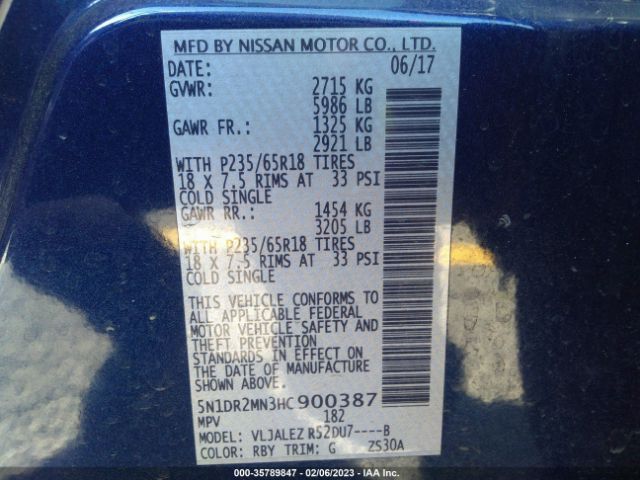 MFD BY NISSAN MOTOR CO., LTD.
DATE: 06/17
GVWR: 2715 KG
5986 LB
GAWR FR.: 1325 KG
2921 LB
WITH P235/65R18 TIRES
18 X 7.5 RIMS AT 33 PSI
COLD SINGLE
GAWR RR.: 1454 KG
3205 LB
WITH P235/65R18 TIRES
18 X 7.5 RIMS AT 33 PSI
COLD SINGLE
THIS VEHICLE CONFORMS TO
ALL APPLICABLE FEDERAL
MOTOR VEHICLE SAFETY AND
THEFT PREVENTION
STANDARDS IN EFFECT ON
THE DATE OF MANUFACTURE
SHOWN ABOVE.
5N1DR2MN3HC900387
MPV 182
MODEL: VLJALEZ R52DU7----B
COLOR: RBY TRIM: G ZS30A
000-35789847 - 02/06/2023 - IAA Inc.